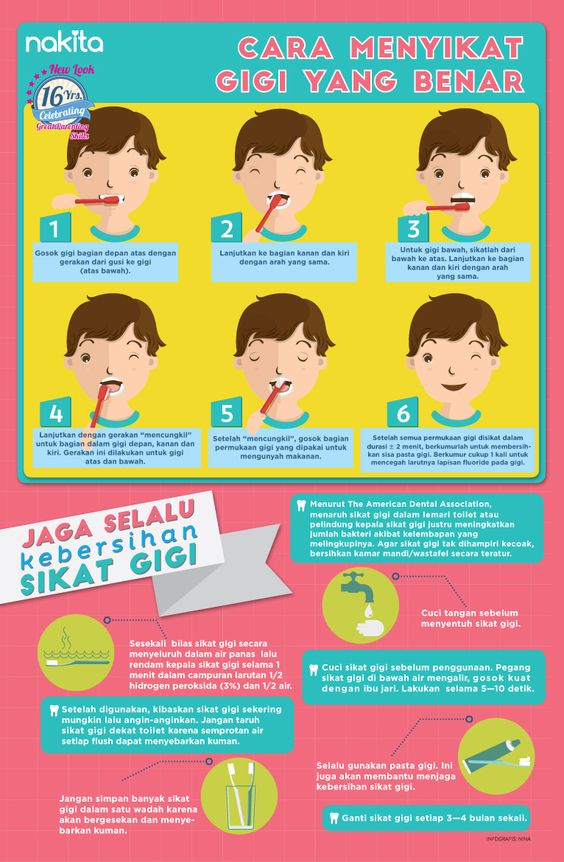 nakita
CARA MENYIKAT
GIGI YANG BENAR
New Look
16 Yrs.
Celebrating
GreatParenting
Skills
1
Gosok gigi bagian depan atas dengan
gerakan dari gusi ke gigi
(atas bawah).
2
Lanjutkan ke bagian kanan dan kiri
dengan arah yang sama.
3
Untuk gigi bawah, sikatlah dari
bawah ke atas. Lanjutkan ke bagian
kanan dan kiri dengan arah
yang sama.
4
Lanjutkan dengan gerakan “mencungkil”
untuk bagian dalam gigi depan, kanan dan
kiri. Gerakan ini dilakukan untuk gigi
atas dan bawah.
5
Setelah “mencungkil”, gosok bagian
permukaan gigi yang dipakai untuk
mengunyah makanan.
6
Setelah semua permukaan gigi disikat dalam
durasi ± 2 menit, berkumurlah untuk membersih-
kan sisa pasta gigi. Berkumur cukup 1 kali untuk
mencegah larutnya lapisan fluoride pada gigi.
JAGA SELALU
kebersihan
SIKAT GIGI
Menurut The American Dental Association,
menaruh sikat gigi dalam lemari toilet atau
pelindung kepala sikat gigi justru meningkatkan
jumlah bakteri akibat kelembapan yang
melingkupinya. Agar sikat gigi tak dihampiri kecoak,
bersihkan kamar mandi/wastafel secara teratur.
Cuci tangan sebelum
menyentuh sikat gigi.
Sesekali bilas sikat gigi secara
menyeluruh dalam air panas lalu
rendam kepala sikat gigi selama 1
menit dalam campuran larutan 1/2
hidrogen peroksida (3%) dan 1/2 air.
Cuci sikat gigi sebelum penggunaan. Pegang
sikat gigi di bawah air mengalir, gosok kuat
dengan ibu jari. Lakukan selama 5—10 detik.
Setelah digunakan, kibaskan sikat gigi sekering
mungkin lalu angin-anginkan. Jangan taruh
sikat gigi dekat toilet karena semprotan air
setiap flush dapat menyebarkan kuman.
Selalu gunakan pasta gigi. Ini
juga akan membantu menjaga
kebersihan sikat gigi.
Jangan simpan banyak sikat
gigi dalam satu wadah karena
akan bergesekan dan menye-
barkan kuman.
Ganti sikat gigi setiap 3—4 bulan sekali.
INFOGRAFIS: NINA